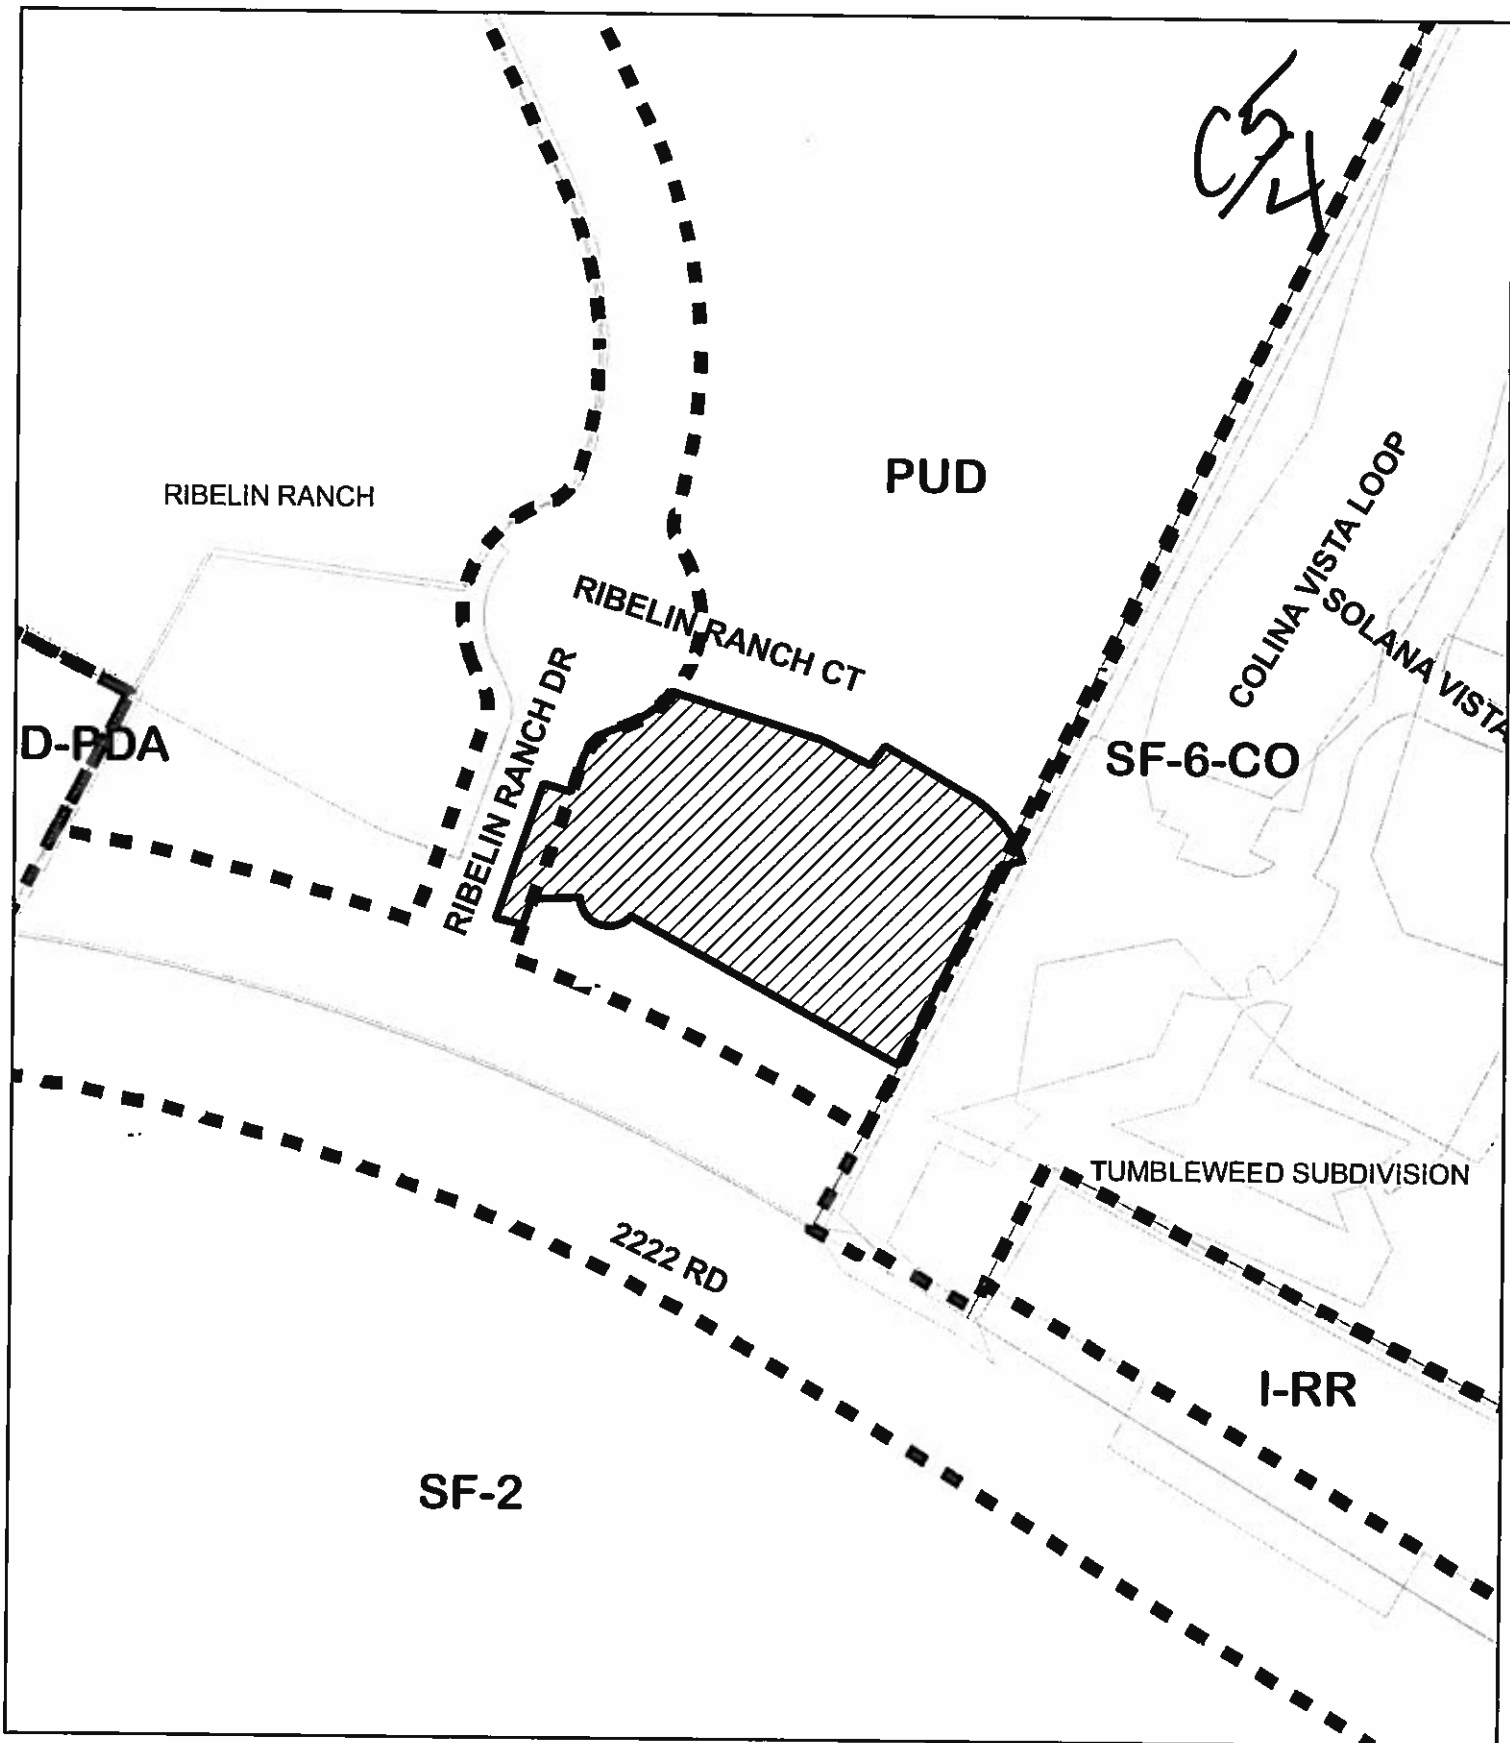 C5/4
PUD
RIBELIN RANCH
COLINA VISTA LOOP
SOLANA VISTA
RIBELIN RANCH CT
RIBELIN RANCH DR
D-PDA
SF-6-CO
TUMBLEWEED SUBDIVISION
2222 RD
I-RR
SF-2